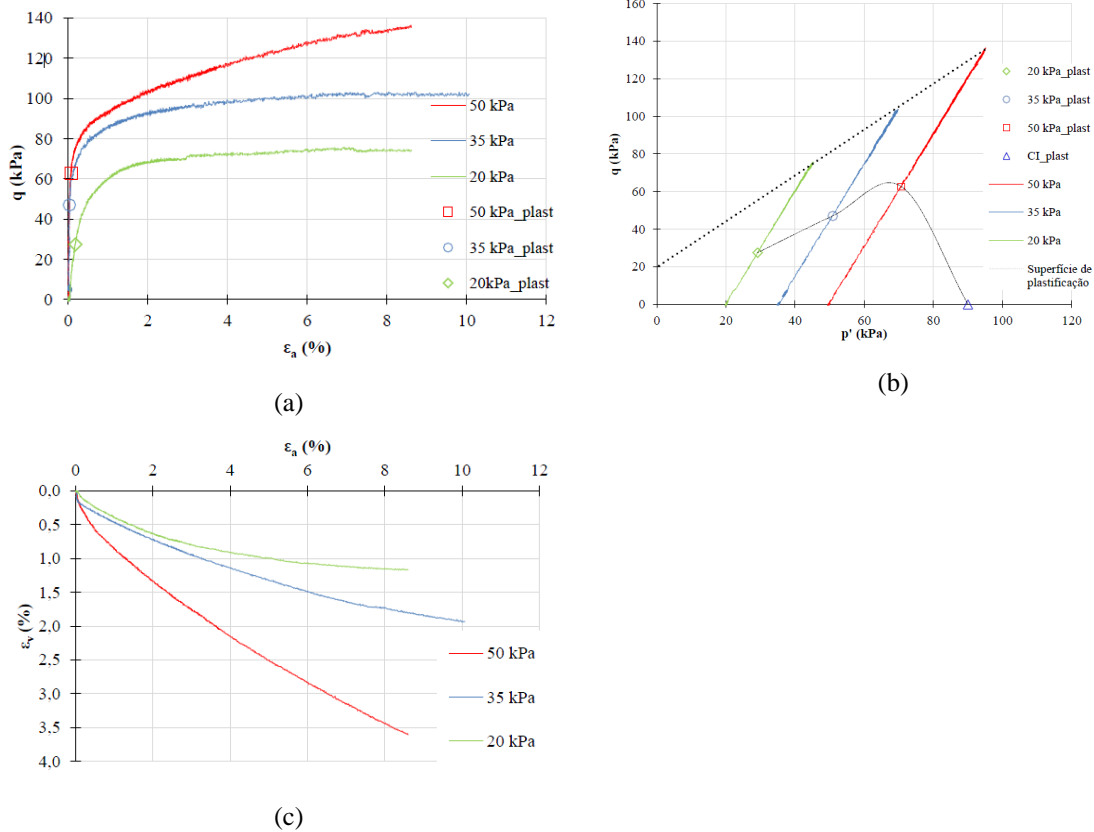 140
120
100
80
60
40
20
0
q (kPa)
0 2 4 6 8 10 12
εa (%)
50 kPa
35 kPa
20 kPa
50 kPa_plast
35 kPa_plast
20kPa_plast
(a)
160
140
120
100
80
60
40
20
0
q (kPa)
0 20 40 60 80 100 120
p' (kPa)
20 kPa_plast
35 kPa_plast
50 kPa_plast
CI_plast
50 kPa
35 kPa
20 kPa
Superfície de
plastificação
(b)
εa (%)
0 2 4 6 8 10 12
0.0
0.5
1.0
1.5
2.0
2.5
3.0
3.5
4.0
εv (%)
50 kPa
35 kPa
20 kPa
(c)